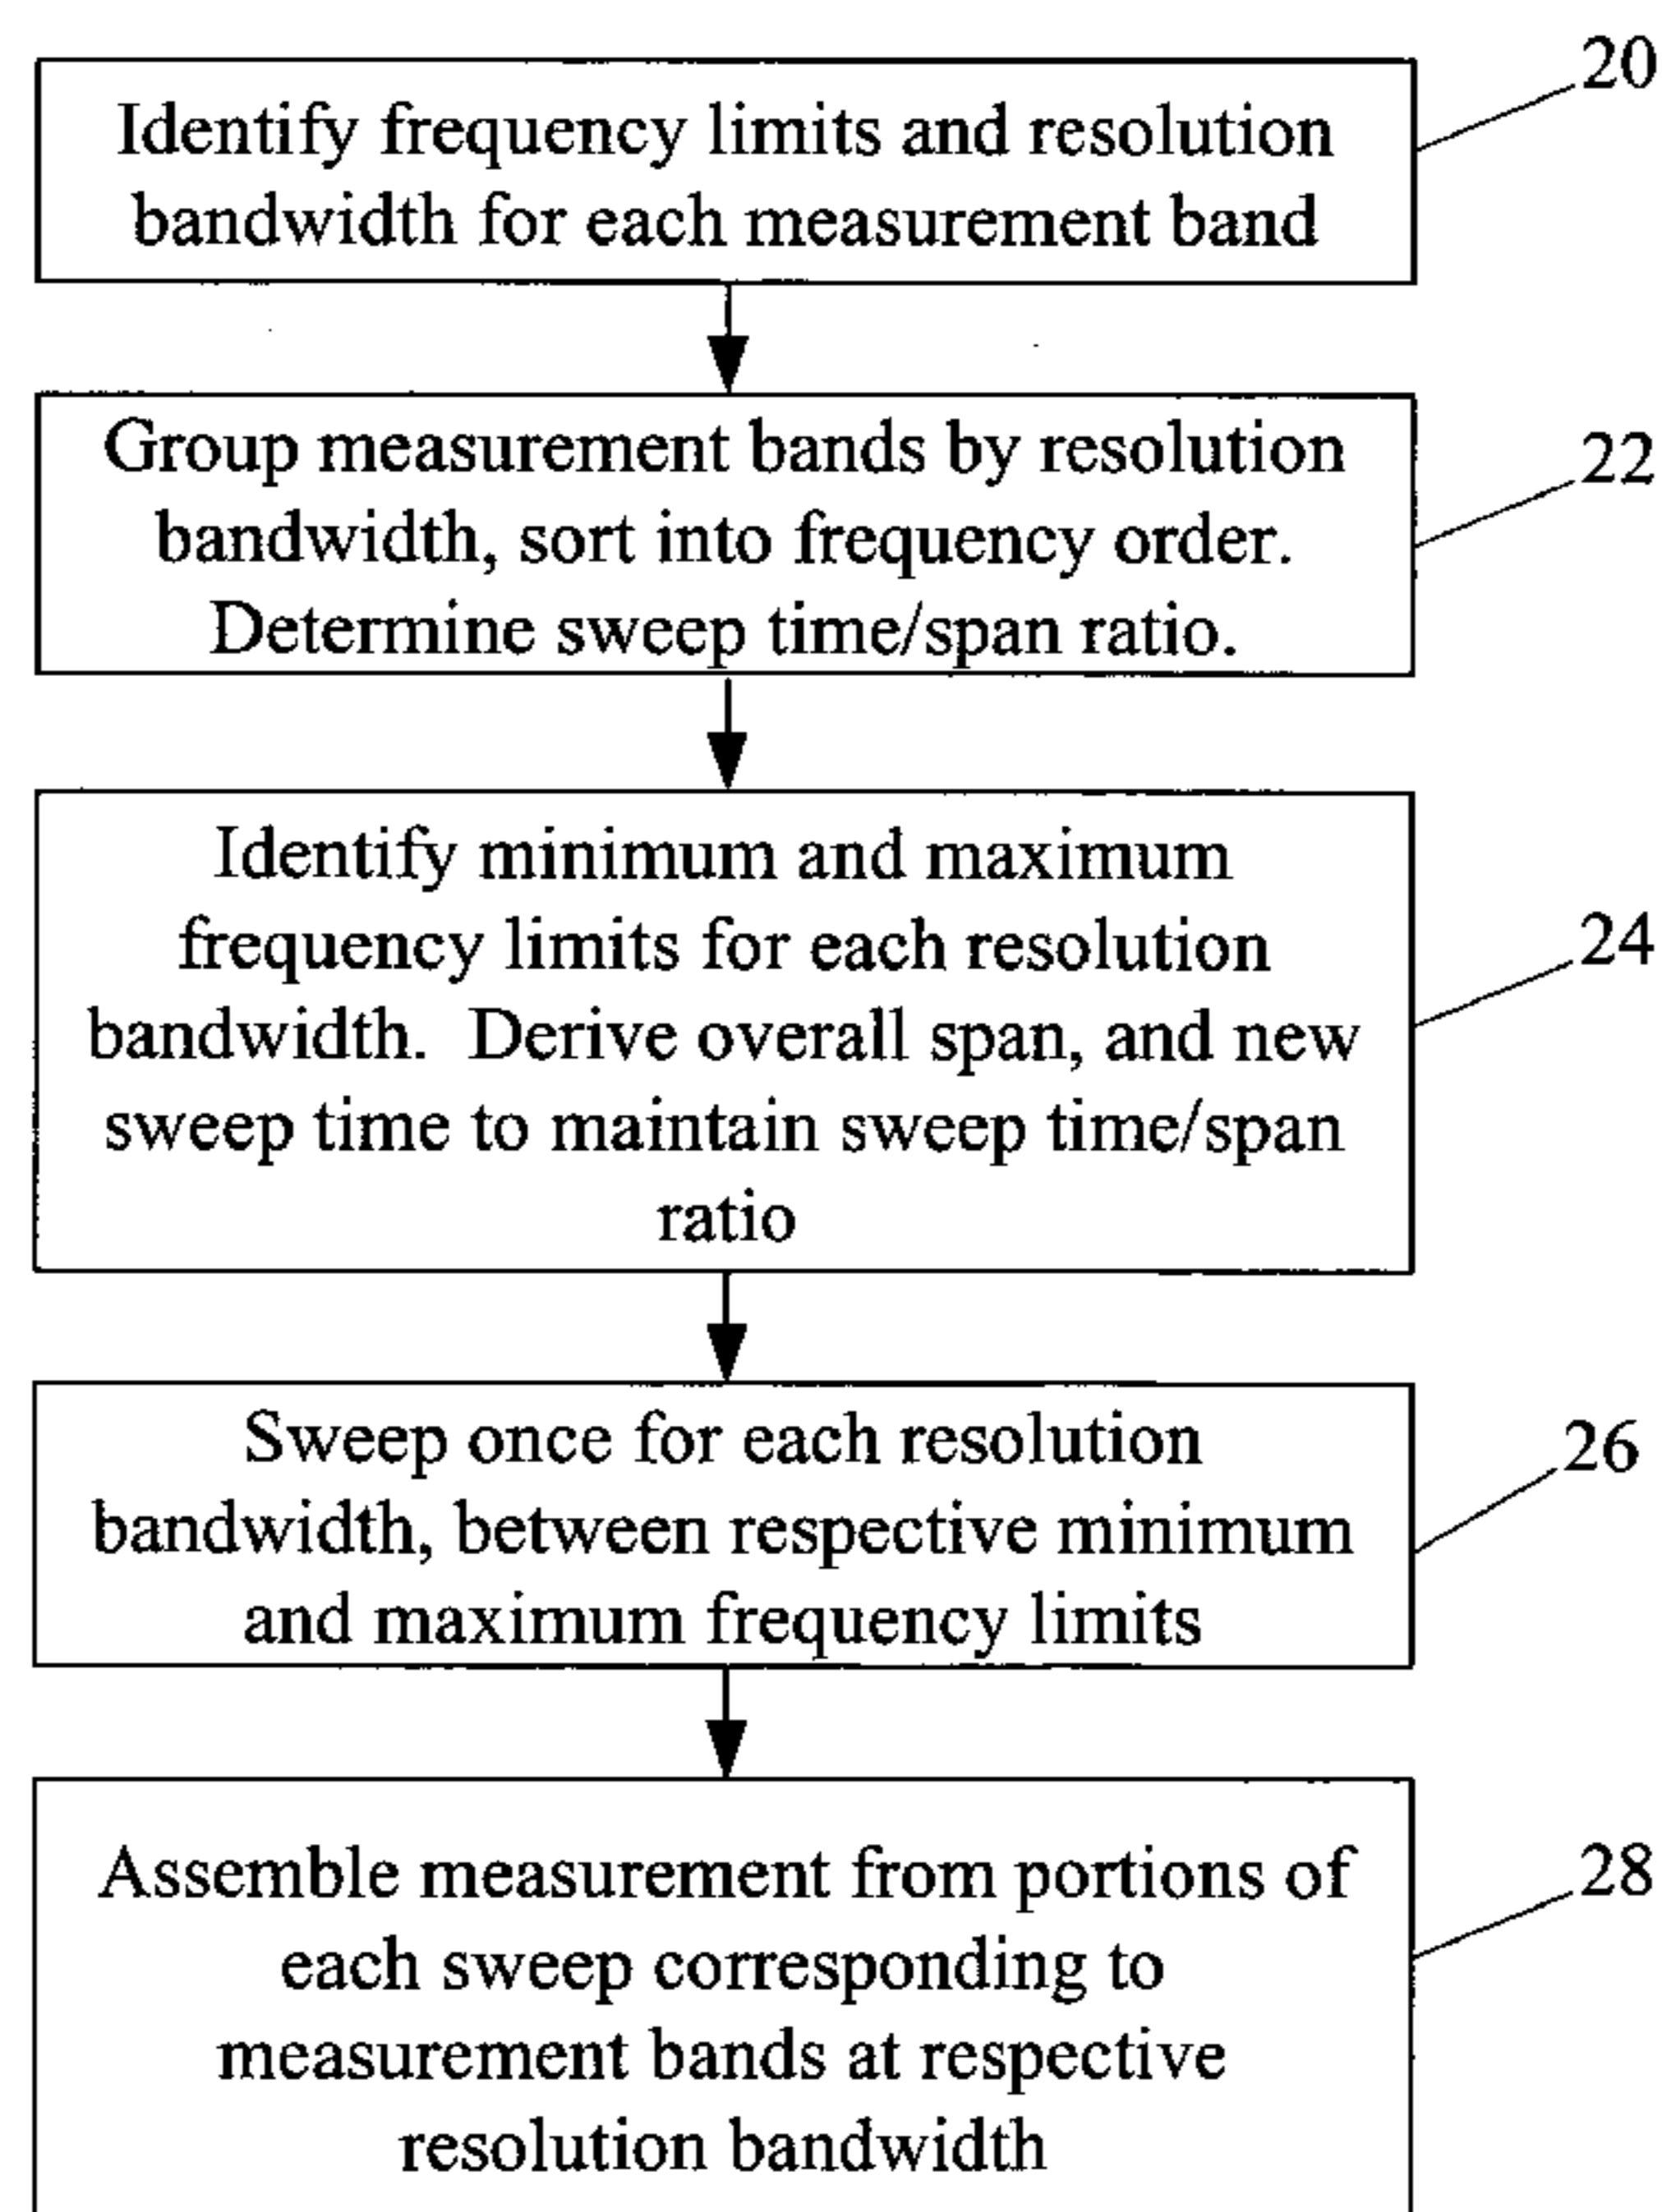 20
Identify frequency limits and resolution
bandwidth for each measurement band
22
Group measurement bands by resolution
bandwidth, sort into frequency order.
Determine sweep time/span ratio.
24
Identify minimum and maximum
frequency limits for each resolution
bandwidth.  Derive overall span, and new
sweep time to maintain sweep time/span
ratio
26
Sweep once for each resolution
bandwidth, between respective minimum
and maximum frequency limits
28
Assemble measurement from portions of
each sweep corresponding to
measurement bands at respective
resolution bandwidth